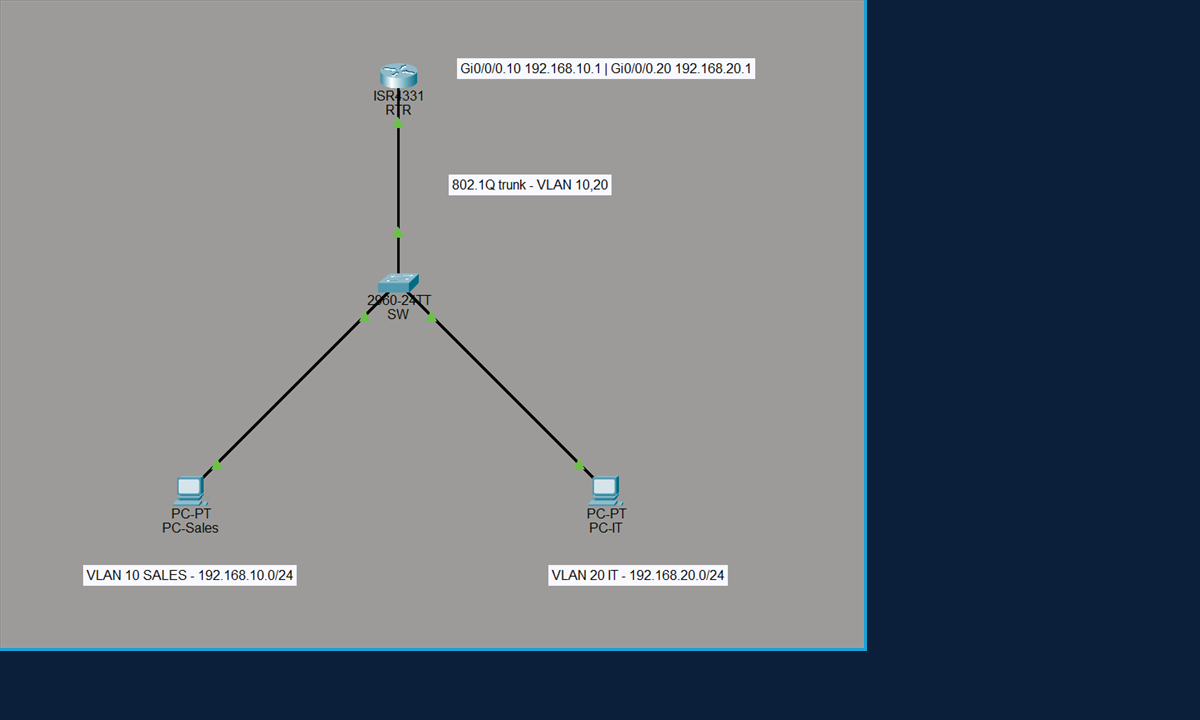 Gi0/0/0.10 192.168.10.1 | Gi0/0/0.20 192.168.20.1
ISR4331
RTR
802.1Q trunk - VLAN 10,20
2960-24TT
SW
PC-PT
PC-Sales
PC-PT
PC-IT
VLAN 10 SALES - 192.168.10.0/24
VLAN 20 IT - 192.168.20.0/24